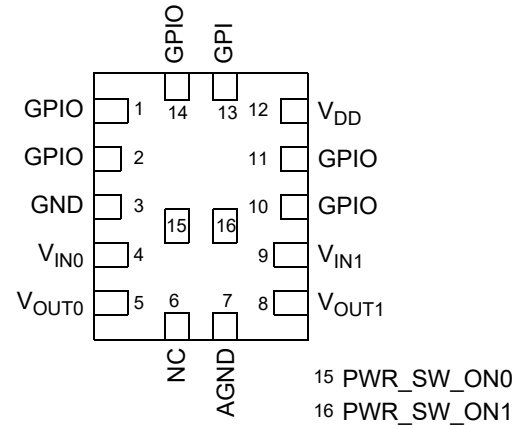 GPIO GPI
GPIO 1 14 13 12 VDD
GPIO 2 11 GPIO
GND 3 15 16 10 GPIO
VIN0 4 9 VIN1
VOUT0 5 6 7 8 VOUT1
NC AGND
15 PWR_SW_ON0
16 PWR_SW_ON1